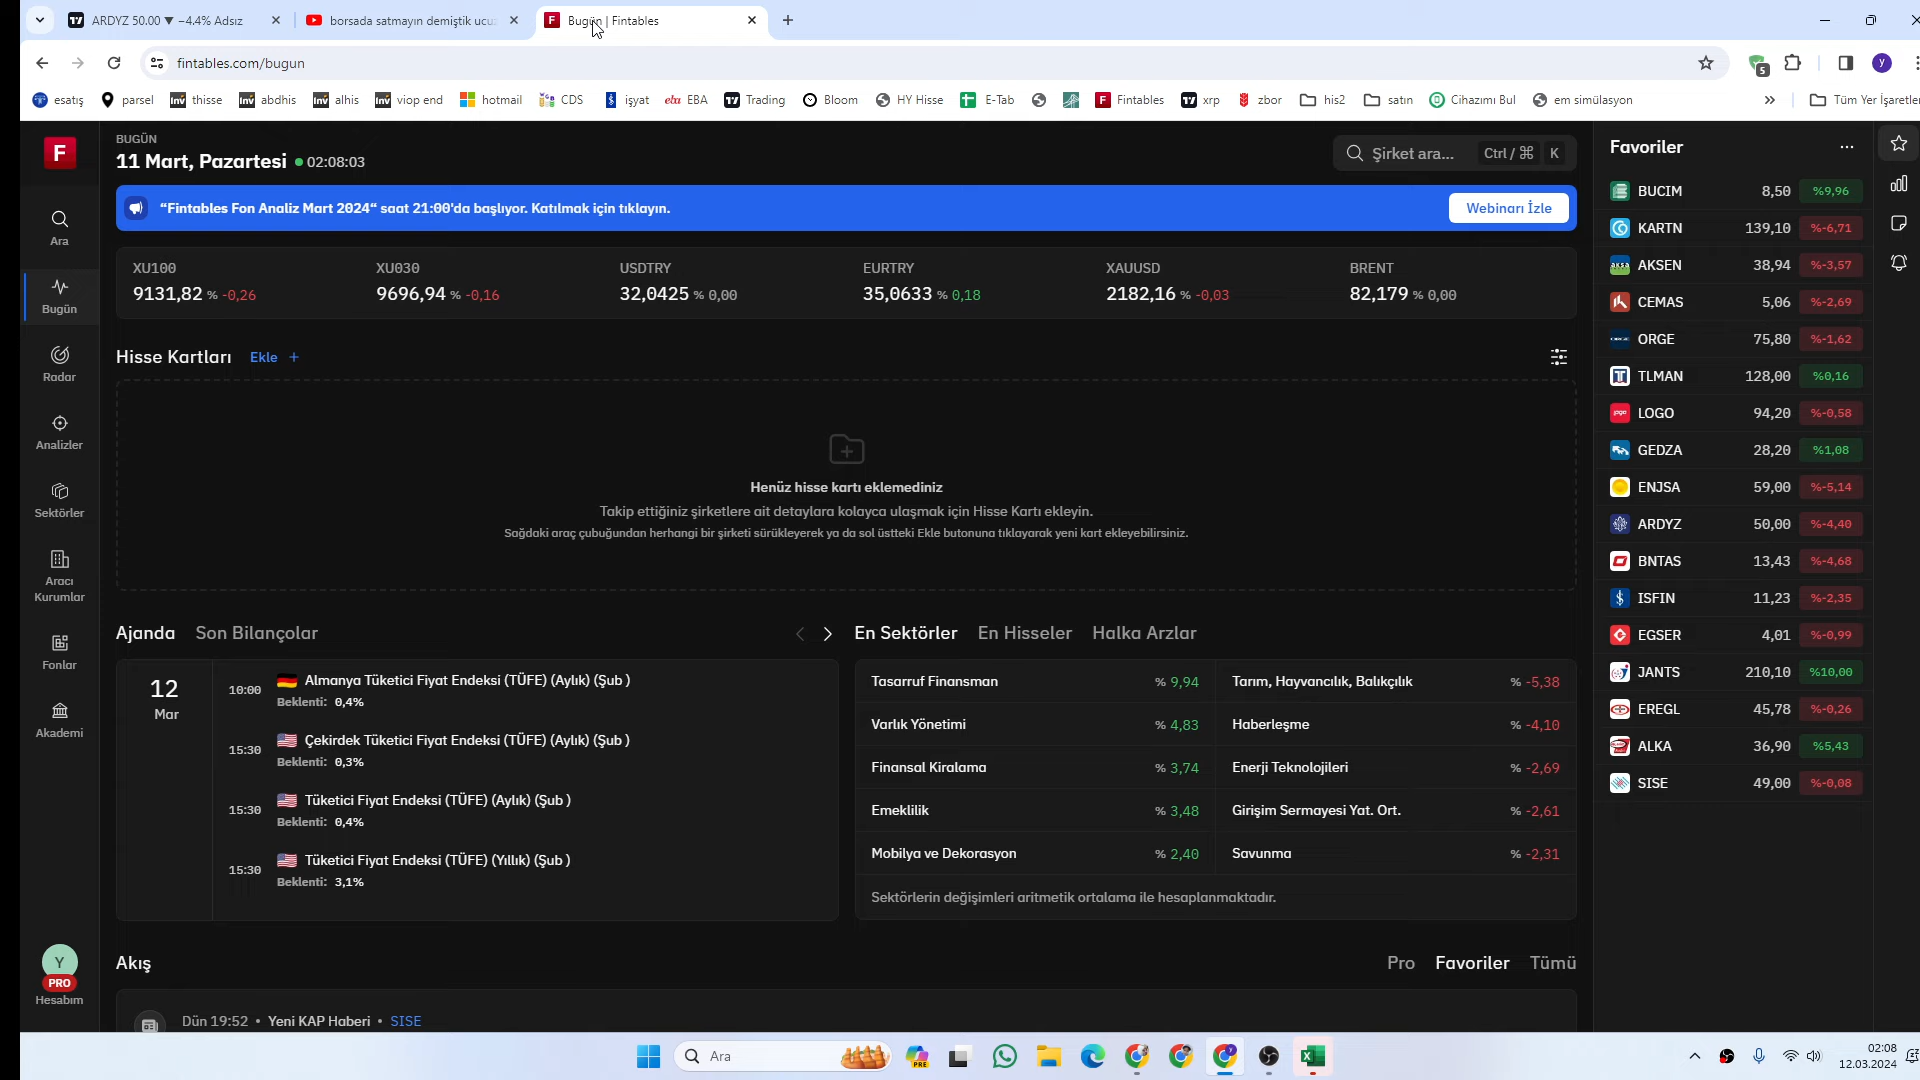 ARDYZ 50.00 ▼ −4.4% Adsız
borsada satmayın demiştik ucu
Bugün | Fintables
fintables.com/bugun
5
y
esatış
parsel
thisse
abdhis
alhis
viop end
hotmail
CDS
işyat
EBA
Trading
Bloom
HY Hisse
E-Tab
Fintables
xrp
zbor
his2
satın
Cihazımı Bul
em simülasyon
Tüm Yer İşaretle
F
BUGÜN
11 Mart, Pazartesi 02:08:03
Şirket ara... Ctrl / ⌘ K
“Fintables Fon Analiz Mart 2024“ saat 21:00'da başlıyor. Katılmak için tıklayın.
Webinarı İzle
XU100 XU030 USDTRY EURTRY XAUUSD BRENT
9131,82 % -0,26 9696,94 % -0,16 32,0425 % 0,00 35,0633 % 0,18 2182,16 % -0,03 82,179 % 0,00
Ara
Bugün
Radar
Analizler
Sektörler
Aracı
Kurumlar
Fonlar
Akademi
Y
PRO
Hesabım
Hisse Kartları Ekle +
Henüz hisse kartı eklemediniz
Takip ettiğiniz şirketlere ait detaylara kolayca ulaşmak için Hisse Kartı ekleyin.
Sağdaki araç çubuğundan herhangi bir şirketi sürükleyerek ya da sol üstteki Ekle butonuna tıklayarak yeni kart ekleyebilirsiniz.
Ajanda Son Bilançolar
12
Mar
10:00 Almanya Tüketici Fiyat Endeksi (TÜFE) (Aylık) (Şub )
Beklenti: 0,4%
15:30 Çekirdek Tüketici Fiyat Endeksi (TÜFE) (Aylık) (Şub )
Beklenti: 0,3%
15:30 Tüketici Fiyat Endeksi (TÜFE) (Aylık) (Şub )
Beklenti: 0,4%
15:30 Tüketici Fiyat Endeksi (TÜFE) (Yıllık) (Şub )
Beklenti: 3,1%
En Sektörler En Hisseler Halka Arzlar
Tasarruf Finansman % 9,94 Tarım, Hayvancılık, Balıkçılık % -5,38
Varlık Yönetimi % 4,83 Haberleşme % -4,10
Finansal Kiralama % 3,74 Enerji Teknolojileri % -2,69
Emeklilik % 3,48 Girişim Sermayesi Yat. Ort. % -2,61
Mobilya ve Dekorasyon % 2,40 Savunma % -2,31
Sektörlerin değişimleri aritmetik ortalama ile hesaplanmaktadır.
Akış
Pro Favoriler Tümü
Dün 19:52 • Yeni KAP Haberi • SISE
Favoriler
BUCIM 8,50 %9,96
KARTN 139,10 %-6,71
AKSEN 38,94 %-3,57
CEMAS 5,06 %-2,69
ORGE 75,80 %-1,62
TLMAN 128,00 %0,16
LOGO 94,20 %-0,58
GEDZA 28,20 %1,08
ENJSA 59,00 %-5,14
ARDYZ 50,00 %-4,40
BNTAS 13,43 %-4,68
ISFIN 11,23 %-2,35
EGSER 4,01 %-0,99
JANTS 210,10 %10,00
EREGL 45,78 %-0,26
ALKA 36,90 %5,43
SISE 49,00 %-0,08
Ara
PRE
02:08
12.03.2024